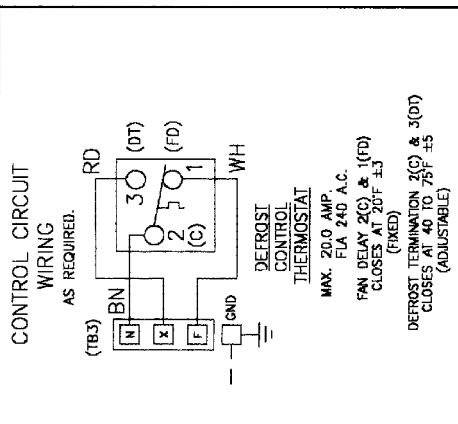 CONTROL CIRCUIT
WIRING
AS REQUIRED.
(TB3)
BN
RD
N
X
F
GND
3 (DT)
(FD)
1
2
(C)
WH
DEFROST
CONTROL
THERMOSTAT
MAX. 20.0 AMP.
FLA 240 A.C.
FAN DELAY 2(C) & 1(FD)
CLOSES AT 20°F ±3
(FIXED)
DEFROST TERMINATION 2(C) & 3(DT)
CLOSES AT 40 TO 75°F ±5
(ADJUSTABLE)